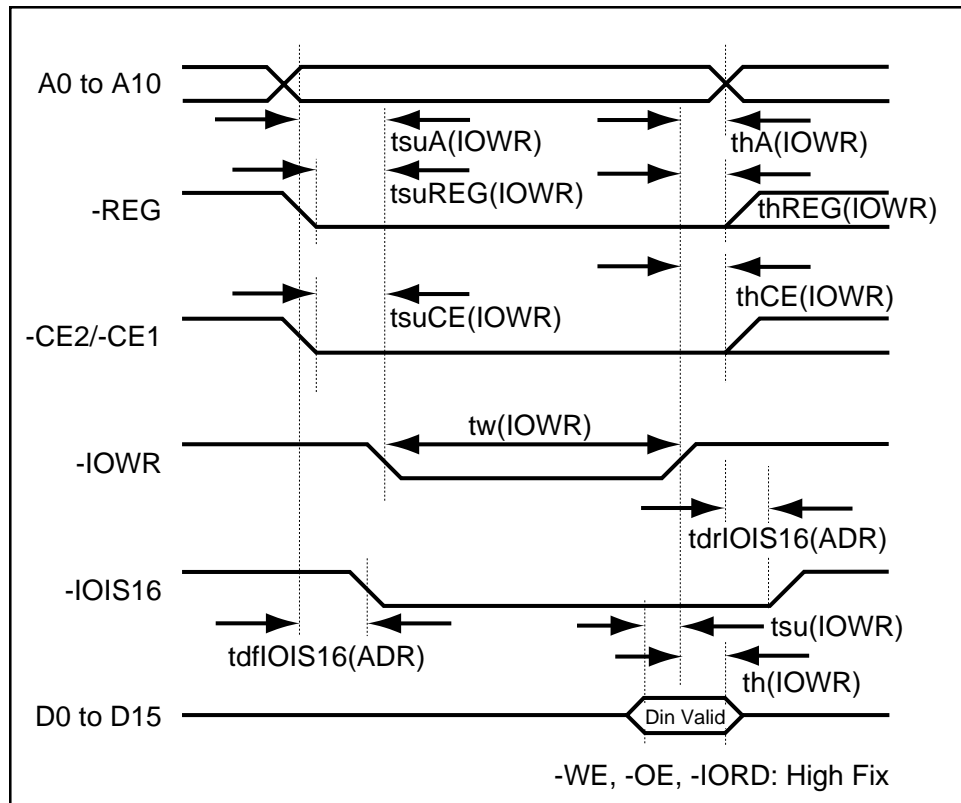 A0 to A10
tsuA(IOWR)
thA(IOWR)
tsuREG(IOWR)
-REG
thREG(IOWR)
thCE(IOWR)
tsuCE(IOWR)
-CE2/-CE1
tw(IOWR)
-IOWR
tdrIOIS16(ADR)
-IOIS16
tsu(IOWR)
tdfIOIS16(ADR)
th(IOWR)
D0 to D15
Din Valid
-WE, -OE, -IORD: High Fix